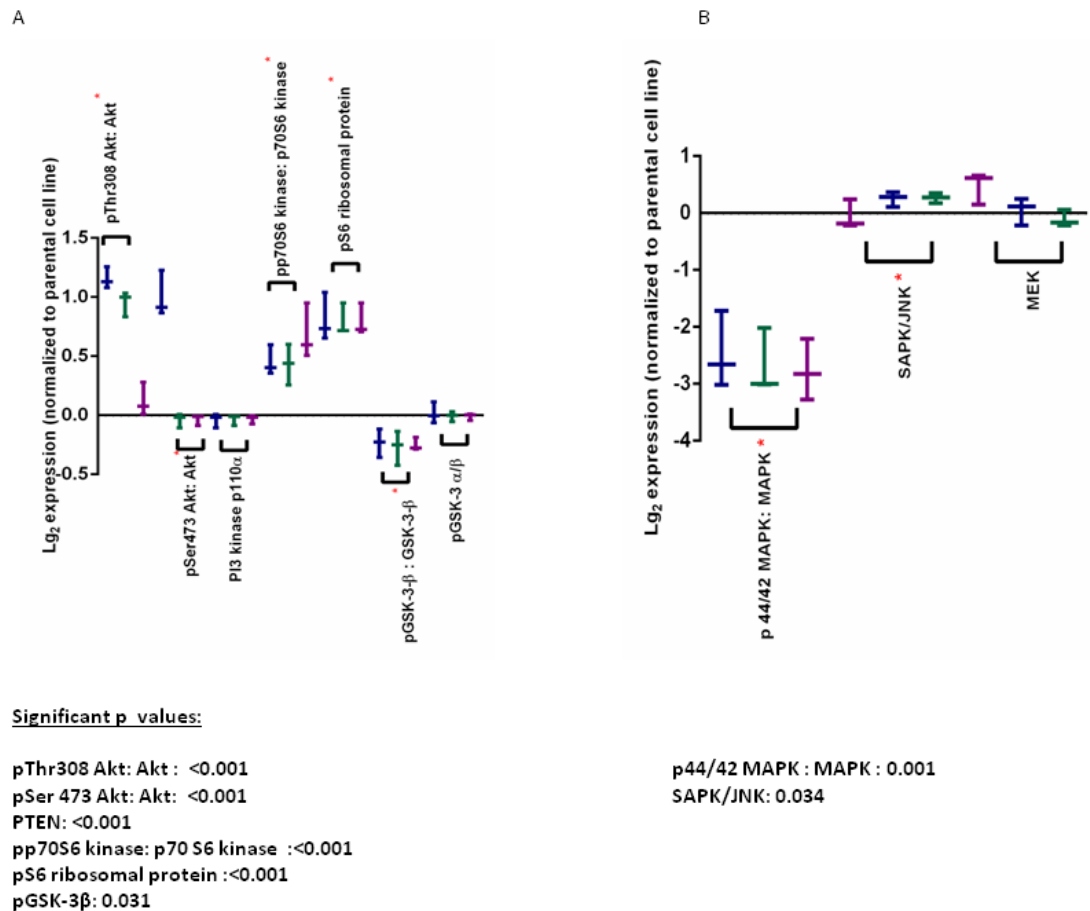 A
B
Lg2 expression (normalized to parental cell line)
1.5
1.0
0.5
0.0
-0.5
*
pThr308 Akt: Akt
*
pSer473 Akt: Akt
PI3 kinase p110α
*
pp70S6 kinase: p70S6 kinase
*
pS6 ribosomal protein
*
pGSK-3-β : GSK-3-β
pGSK-3 α/β
Lg2 expression (normalized to parental cell line)
1
0
-1
-2
-3
-4
*
p 44/42 MAPK: MAPK
*
SAPK/JNK
MEK
Significant p values:
pThr308 Akt: Akt : <0.001
pSer 473 Akt: Akt: <0.001
PTEN: <0.001
pp70S6 kinase: p70 S6 kinase :<0.001
pS6 ribosomal protein :<0.001
pGSK-3β: 0.031
p44/42 MAPK : MAPK : 0.001
SAPK/JNK: 0.034